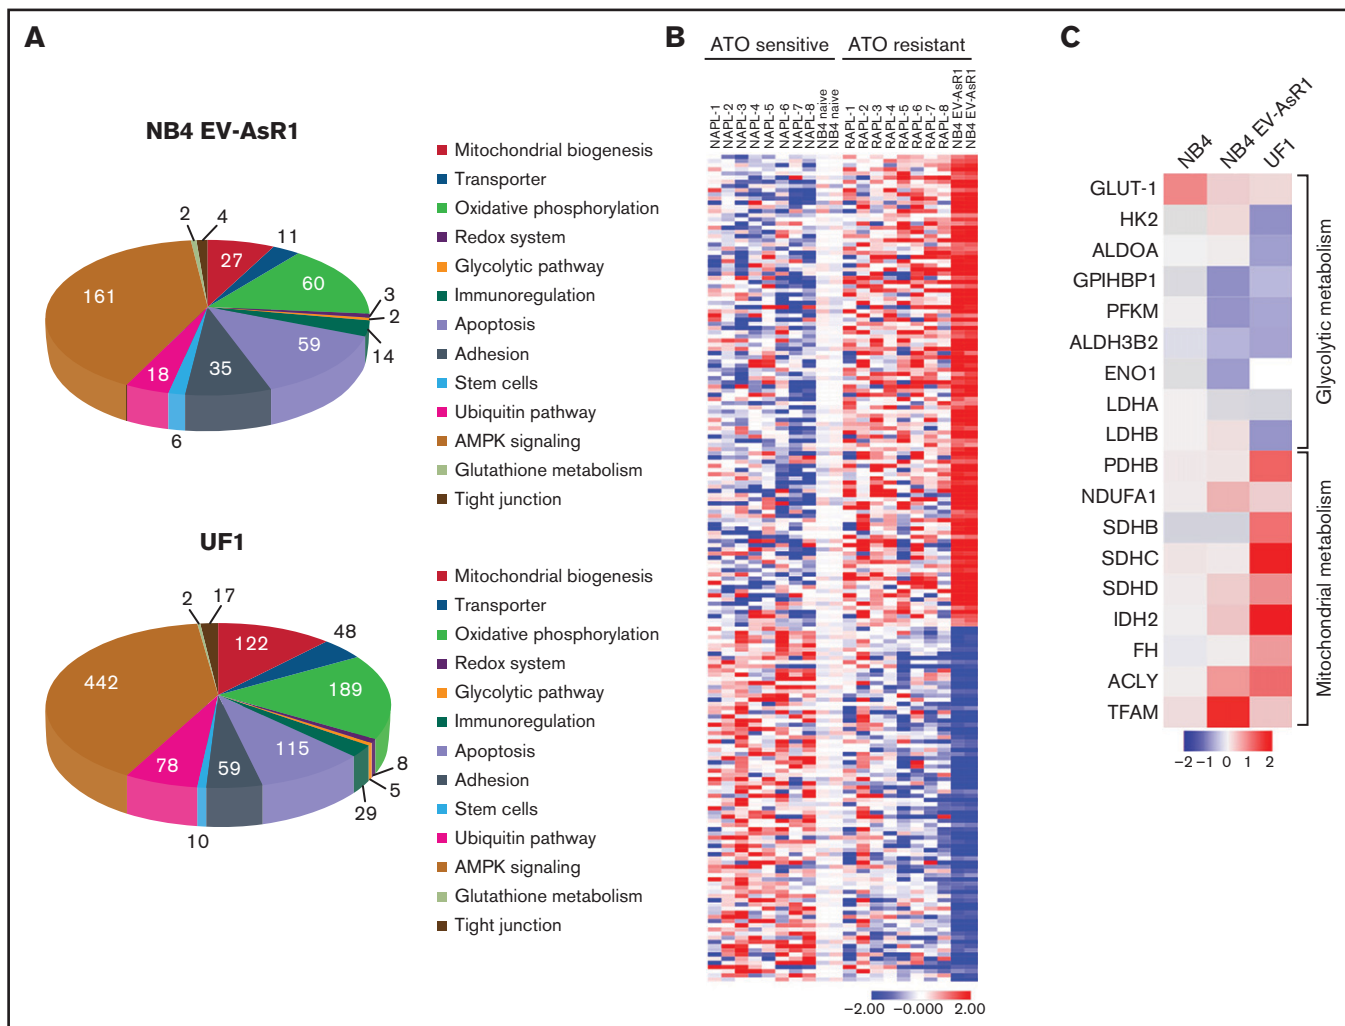 A
NB4 EV-AsR1
2
4
27
11
60
3
2
14
59
35
6
18
161
Mitochondrial biogenesis
Transporter
Oxidative phosphorylation
Redox system
Glycolytic pathway
Immunoregulation
Apoptosis
Adhesion
Stem cells
Ubiquitin pathway
AMPK signaling
Glutathione metabolism
Tight junction
UF1
2
17
122
48
189
8
5
29
115
59
10
78
442
Mitochondrial biogenesis
Transporter
Oxidative phosphorylation
Redox system
Glycolytic pathway
Immunoregulation
Apoptosis
Adhesion
Stem cells
Ubiquitin pathway
AMPK signaling
Glutathione metabolism
Tight junction
B
ATO sensitive
ATO resistant
NAPL-1
NAPL-2
NAPL-3
NAPL-4
NAPL-5
NAPL-6
NAPL-7
NAPL-8
NB4 naive
NB4 naive
RAPL-1
RAPL-2
RAPL-3
RAPL-4
RAPL-5
RAPL-6
RAPL-7
RAPL-8
NB4 EV-AsR1
NB4 EV-AsR1
−2.00 −0.000 2.00
C
NB4
NB4 EV-AsR1
UF1
GLUT-1
HK2
ALDOA
GPIHBP1
PFKM
ALDH3B2
ENO1
LDHA
LDHB
PDHB
NDUFA1
SDHB
SDHC
SDHD
IDH2
FH
ACLY
TFAM
Glycolytic metabolism
Mitochondrial metabolism
−2 −1 0 1 2